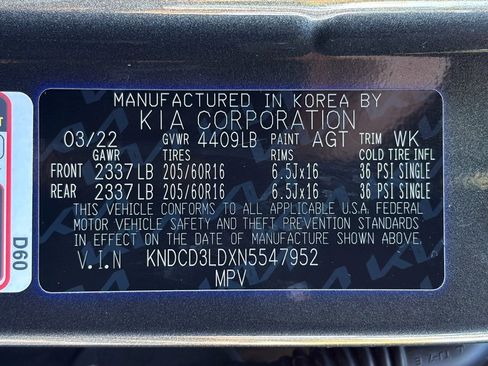 MANUFACTURED IN KOREA BY
KIA CORPORATION
03/22 GVWR 4409LB PAINT AGT TRIM WK
GAWR TIRES RIMS COLD TIRE INFL
FRONT 2337 LB 205/60R16 6.5Jx16 36 PSI SINGLE
REAR 2337 LB 205/60R16 6.5Jx16 36 PSI SINGLE
THIS VEHICLE CONFORMS TO ALL APPLICABLE U.S.A. FEDERAL
MOTOR VEHICLE SAFETY AND THEFT PREVENTION STANDARDS
IN EFFECT ON THE DATE OF MANUFACTURE SHOWN ABOVE.
V.I.N KNDCD3LDXN5547952
MPV
D60